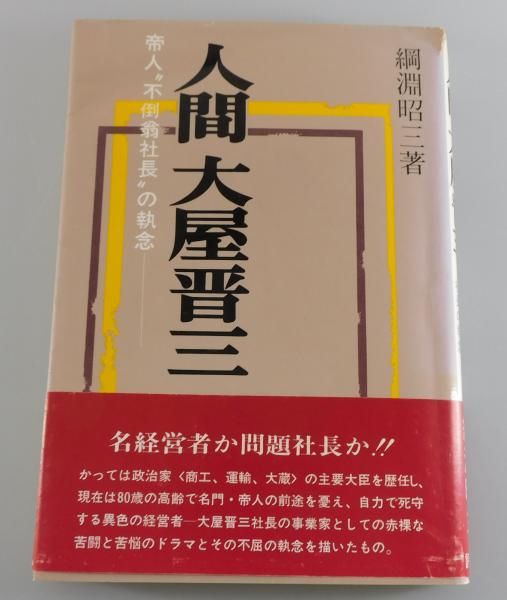 綱淵昭三著
人間 大屋晋三
帝人〝不倒翁社長〟の執念――
名経営者か問題社長か!!
かっては政治家〈商工、運輸、大蔵〉の主要大臣を歴任し、
現在は80歳の高齢で名門・帝人の前途を憂え、自力で死守
する異色の経営者―大屋晋三社長の事業家としての赤裸な
苦闘と苦悩のドラマとその不屈の執念を描いたもの。